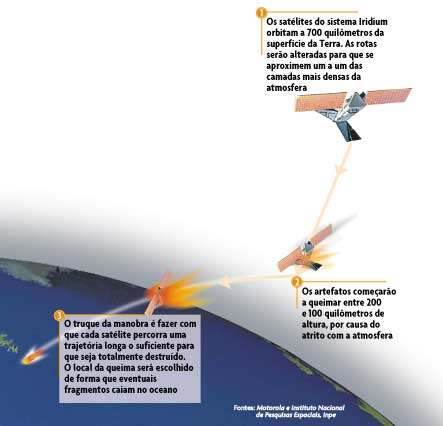 1
Os satélites do sistema Iridium
orbitam a 700 quilômetros da
superfície da Terra. As rotas
serão alteradas para que se
aproximem um a um das
camadas mais densas da
atmosfera
2
Os artefatos começarão
a queimar entre 200
e 100 quilômetros de
altura, por causa do
atrito com a atmosfera
3
O truque da manobra é fazer com
que cada satélite percorra uma
trajetória longa o suficiente para
que seja totalmente destruído.
O local da queima será escolhido
de forma que eventuais
fragmentos caiam no oceano
Fontes: Motorola e Instituto Nacional
de Pesquisas Espaciais, Inpe